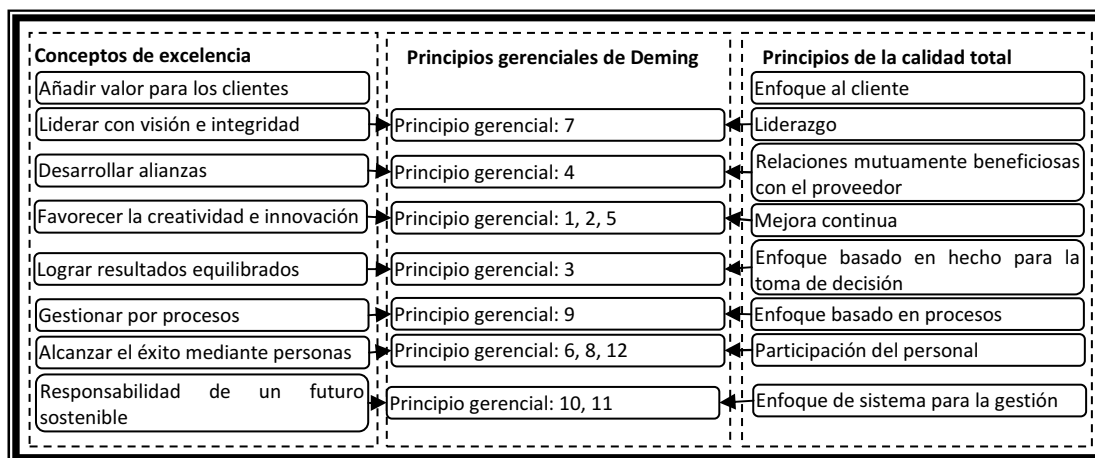 Conceptos de excelencia
Principios gerenciales de Deming
Principios de la calidad total
Añadir valor para los clientes
Enfoque al cliente
Liderar con visión e integridad
Principio gerencial: 7
Liderazgo
Desarrollar alianzas
Principio gerencial: 4
Relaciones mutuamente beneficiosas
con el proveedor
Favorecer la creatividad e innovación
Principio gerencial: 1, 2, 5
Mejora continua
Lograr resultados equilibrados
Principio gerencial: 3
Enfoque basado en hecho para la
toma de decisión
Gestionar por procesos
Principio gerencial: 9
Enfoque basado en procesos
Alcanzar el éxito mediante personas
Principio gerencial: 6, 8, 12
Participación del personal
Responsabilidad de un futuro
sostenible
Principio gerencial: 10, 11
Enfoque de sistema para la gestión